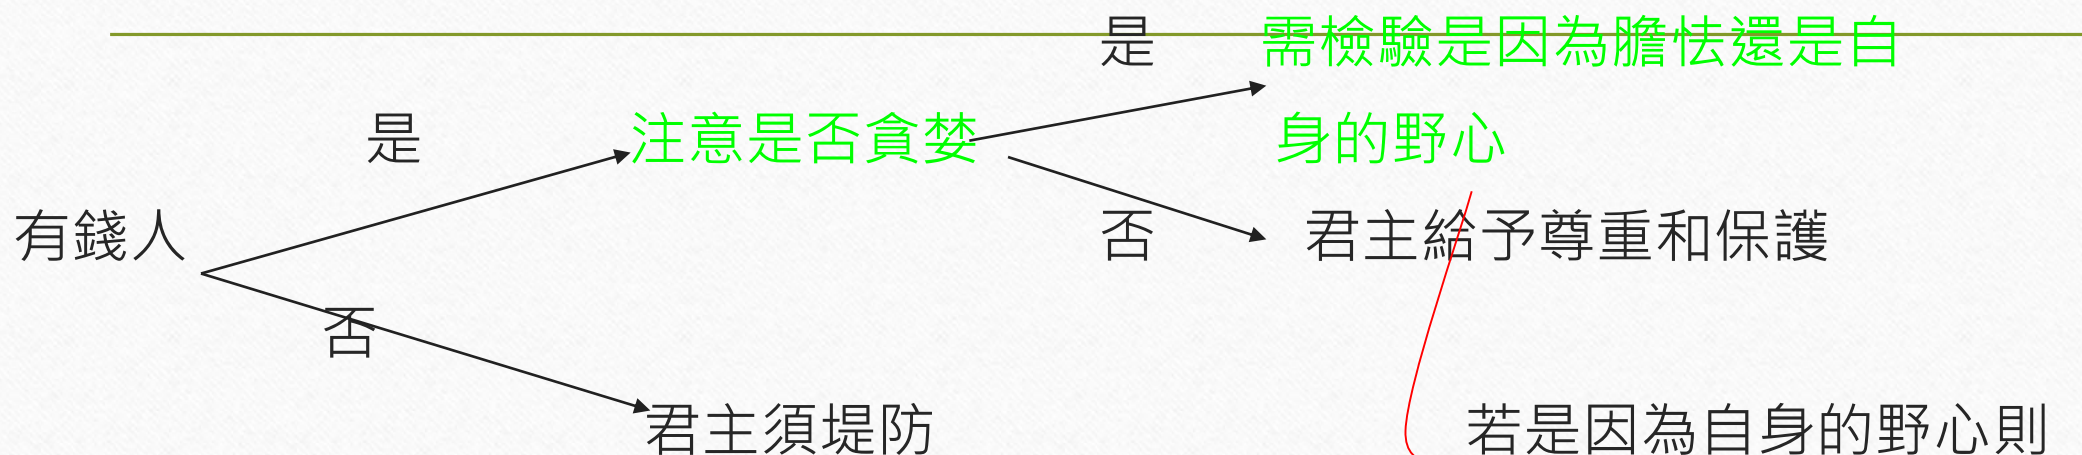 是 需檢驗是因為膽怯還是自
是 注意是否貪婪 身的野心
有錢人 否 君主給予尊重和保護
否
君主須堤防 若是因為自身的野心則